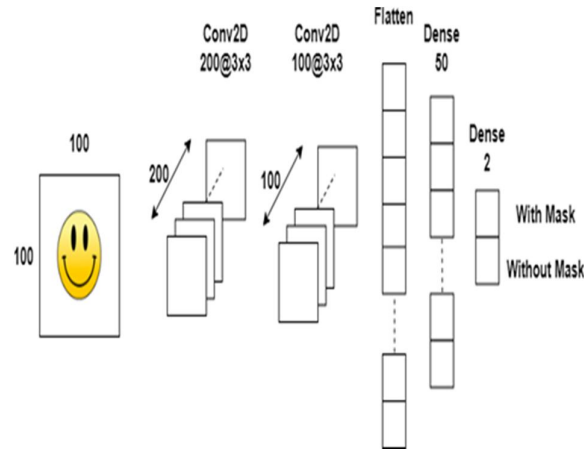 Conv2D
200@3x3
Conv2D
100@3x3
Flatten
Dense
50
Dense
2
100
100
200
100
With Mask
Without Mask